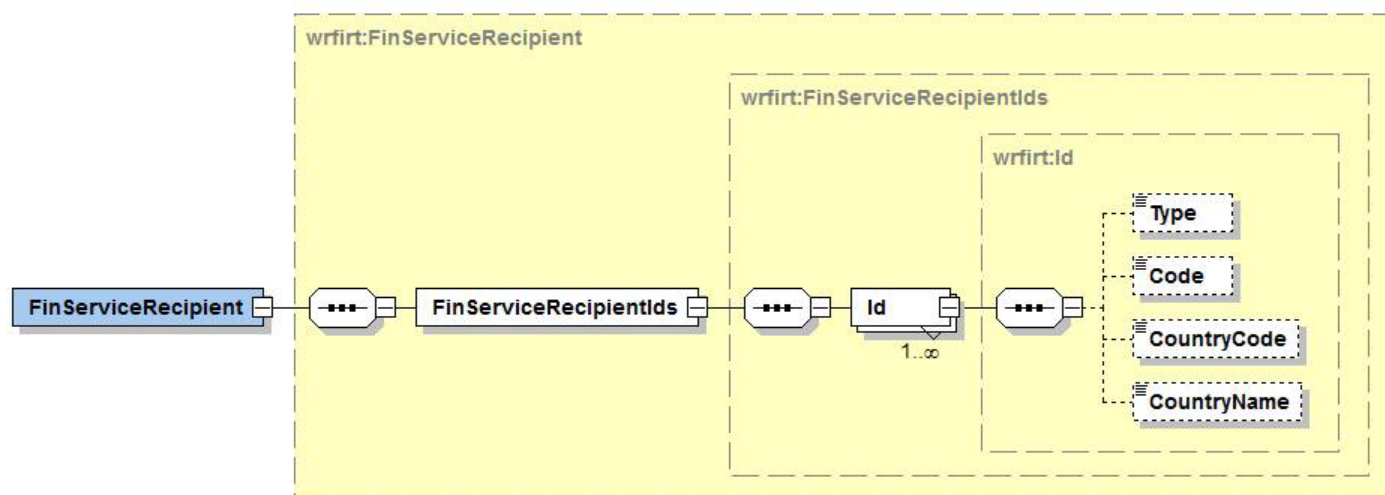 wrfirt:FinServiceRecipient
wrfirt:FinServiceRecipientIds
wrfirt:Id
Type
Code
FinServiceRecipient
FinServiceRecipientIds
Id
CountryCode
1..∞
CountryName